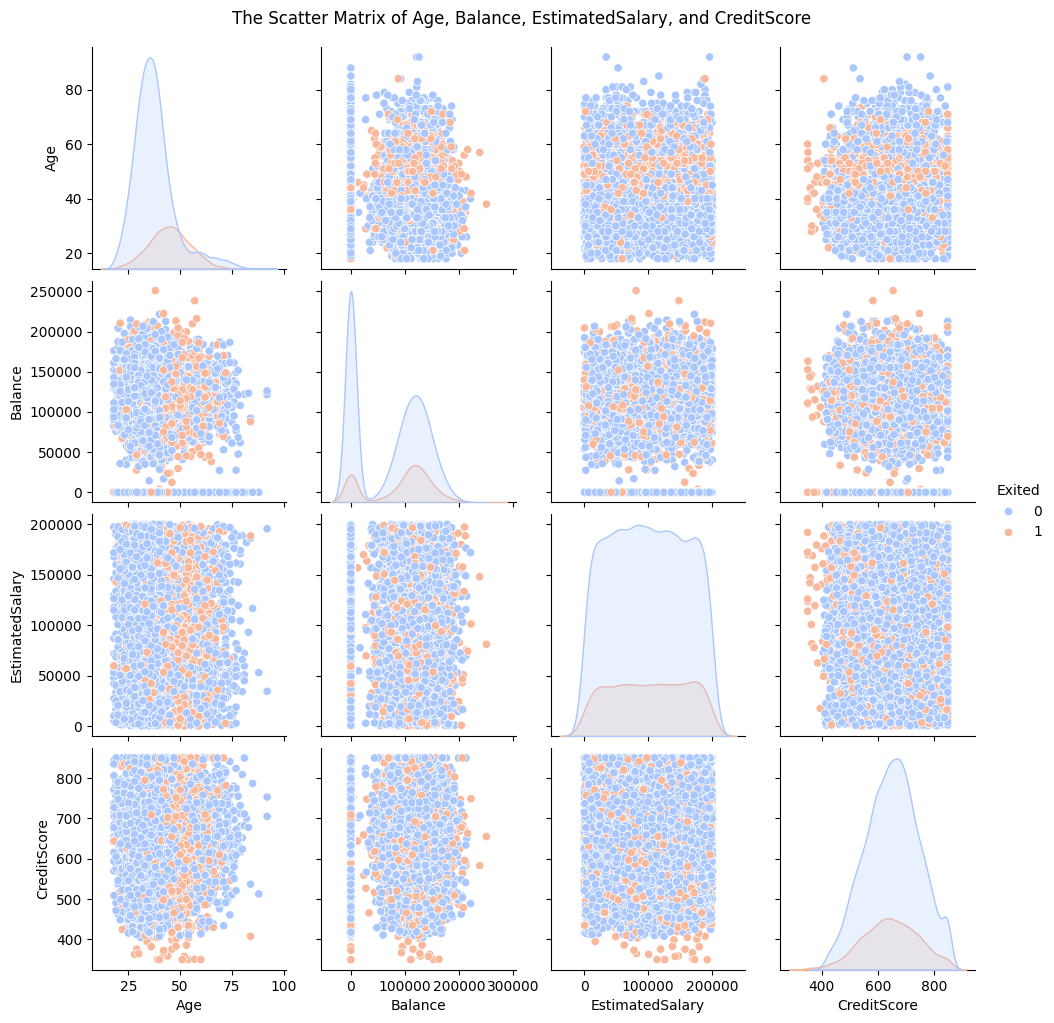 The Scatter Matrix of Age, Balance, EstimatedSalary, and CreditScore
Age
80
60
40
20
Balance
250000
200000
150000
100000
50000
0
Exited
0
1
EstimatedSalary
200000
150000
100000
50000
0
CreditScore
800
700
600
500
400
25 50 75 100
0 100000 200000 300000
0 100000 200000
400 600 800
Age
Balance
EstimatedSalary
CreditScore